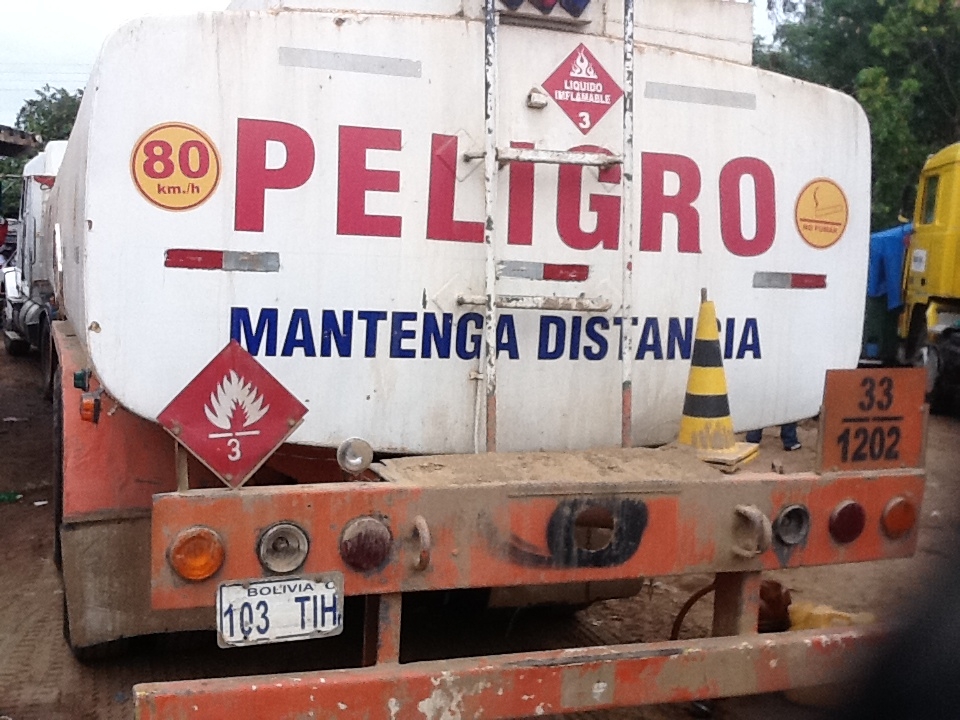 LIQUIDO
INFLAMABLE
3
80
km./h
PELIGRO
NO FUMAR
MANTENGA DISTANCIA
3
33
1202
BOLIVIA C
103 TIH